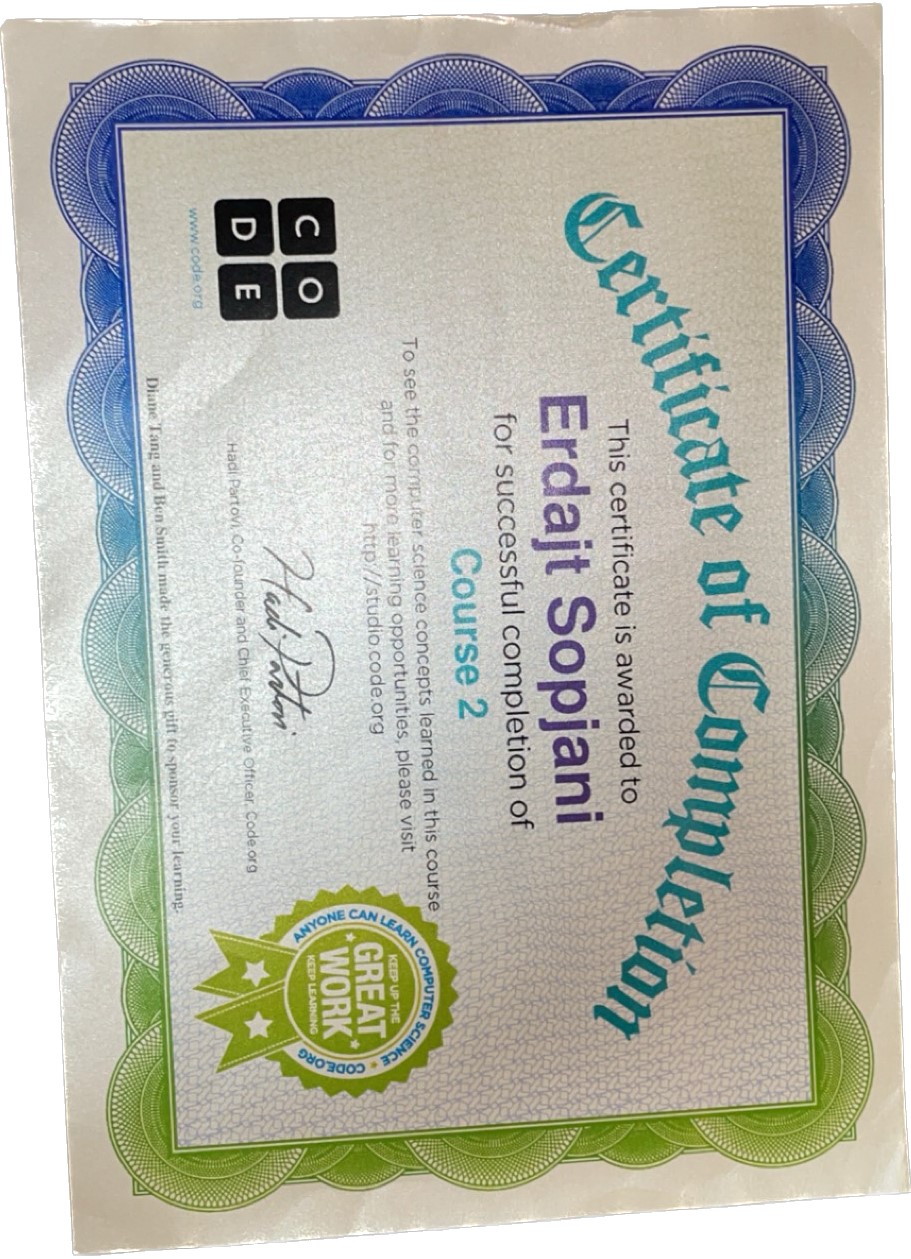 Certificate of Completion
This certificate is awarded to
Erdajt Sopjani
for successful completion of
Course 2
To see the computer science concepts learned in this course
and for more learning opportunities, please visit
http://studio.code.org
C O
D E
www.code.org
Hadi Partovi
Hadi Partovi, Co-founder and Chief Executive Officer, Code.org
Diane Tang and Ben Smith made the generous gift to sponsor your learning.
ANYONE CAN LEARN COMPUTER SCIENCE
KEEP UP THE
GREAT
WORK
KEEP LEARNING
CODE.ORG